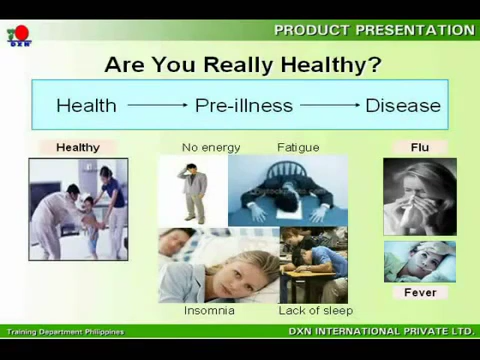 DXN
PRODUCT PRESENTATION
Are You Really Healthy?
Health Pre-illness Disease
Healthy
No energy
Fatigue
Flu
Insomnia
Lack of sleep
Fever
Training Department Philippines
DXN INTERNATIONAL PRIVATE LTD.